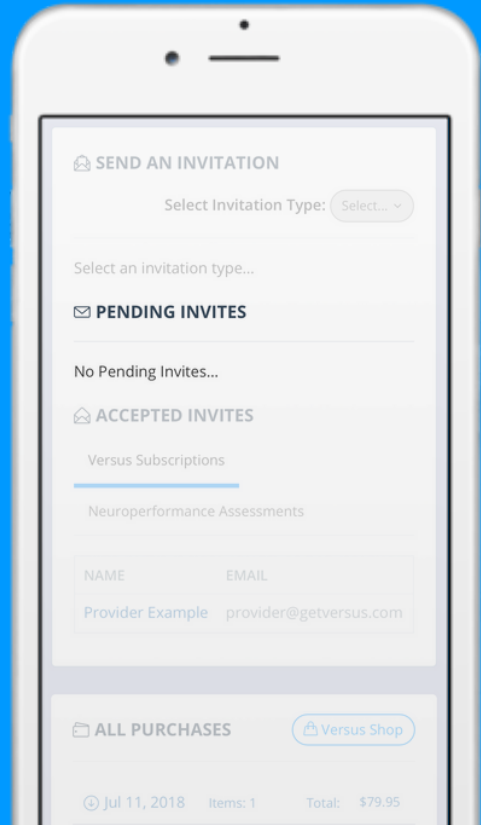 SEND AN INVITATION
Select Invitation Type: Select...
Select an invitation type...
PENDING INVITES
No Pending Invites...
ACCEPTED INVITES
Versus Subscriptions
Neuroperformance Assessments
NAME EMAIL
Provider Example provider@getversus.com
ALL PURCHASES Versus Shop
Jul 11, 2018 Items: 1 Total: $79.95